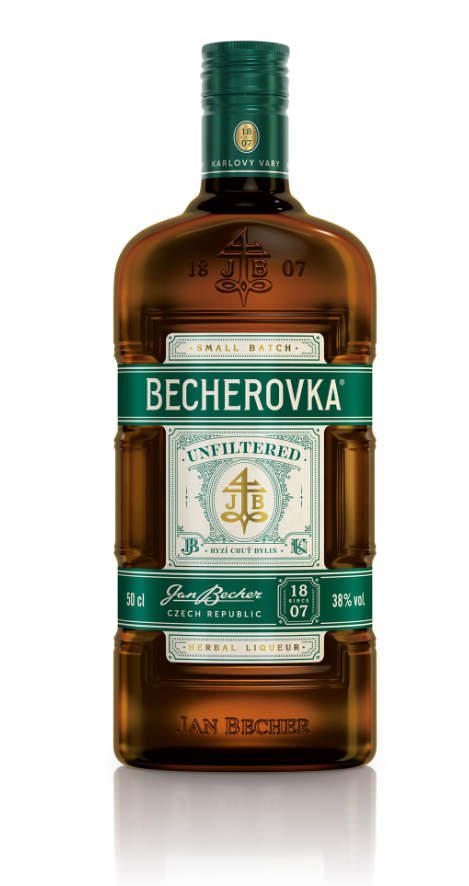 18
SINCE
07
KARLOVY VARY
18 JB 07
SMALL BATCH
BECHEROVKA®
UNFILTERED
JB
JB RYZÍ CHUŤ BYLIN
50 cl Jan Becher 18 SINCE 07 38% vol.
CZECH REPUBLIC
HERBAL LIQUEUR
JAN BECHER